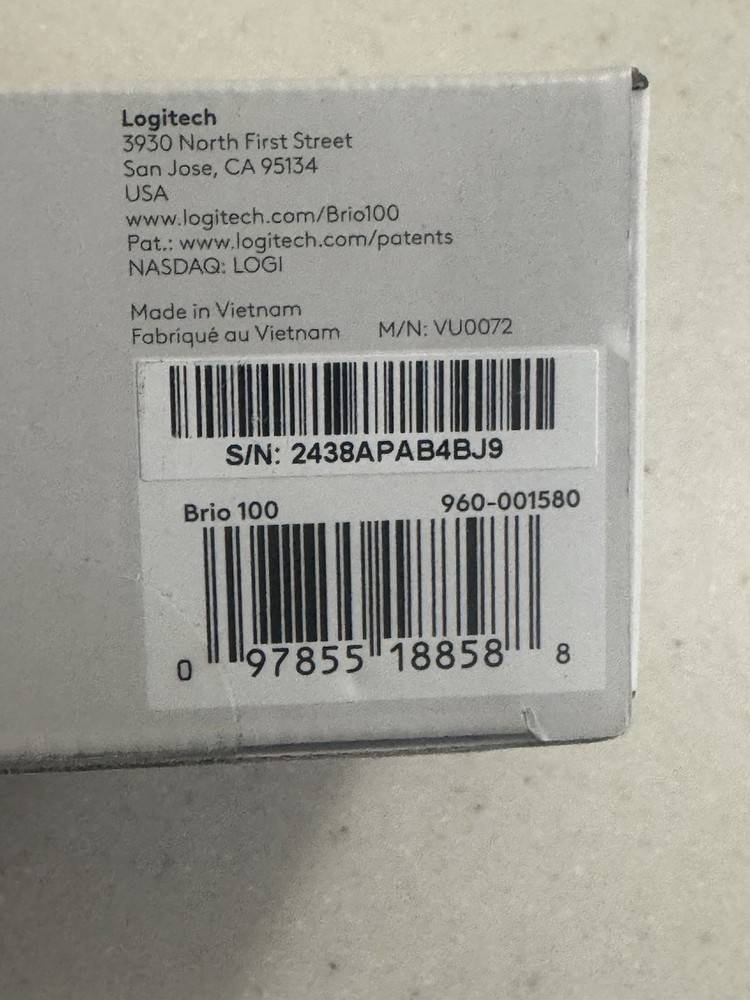 Logitech
3930 North First Street
San Jose, CA 95134
USA
www.logitech.com/Brio100
Pat.: www.logitech.com/patents
NASDAQ: LOGI
Made in Vietnam
Fabriqué au Vietnam M/N: VU0072
S/N: 2438APAB4BJ9
Brio 100 960-001580
0 97855 18858 8